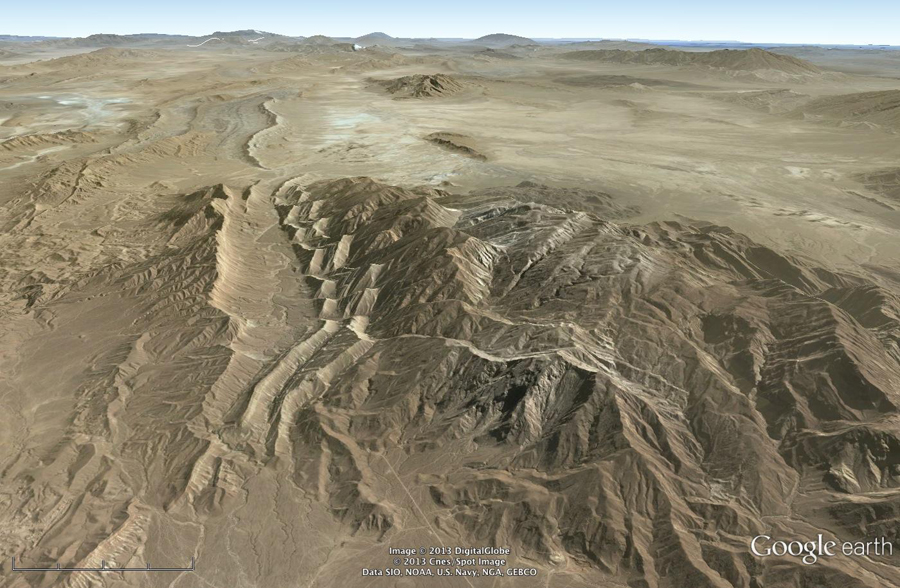 Image © 2013 DigitalGlobe
© 2013 Cnes, Spot Image
Data SIO, NOAA, U.S. Navy, NGA, GEBCO
Google earth